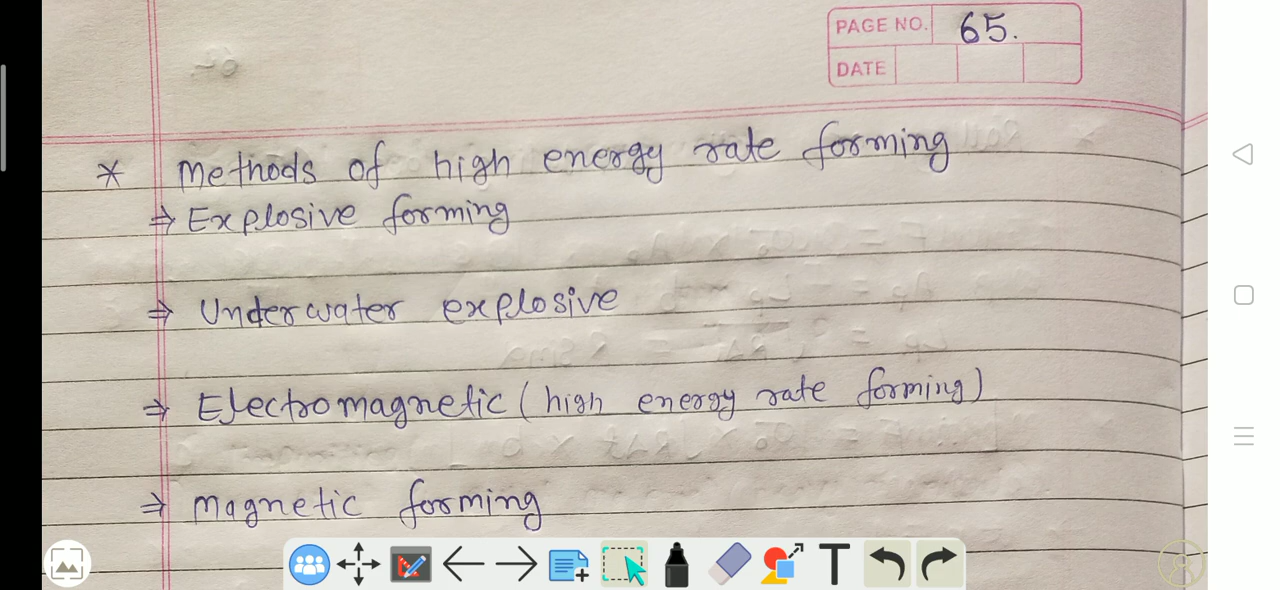 PAGE NO. 65.
DATE
* Methods of high energy rate forming
⇒ Explosive forming
⇒ Underwater explosive
⇒ Electromagnetic (high energy rate forming)
⇒ Magnetic forming
T